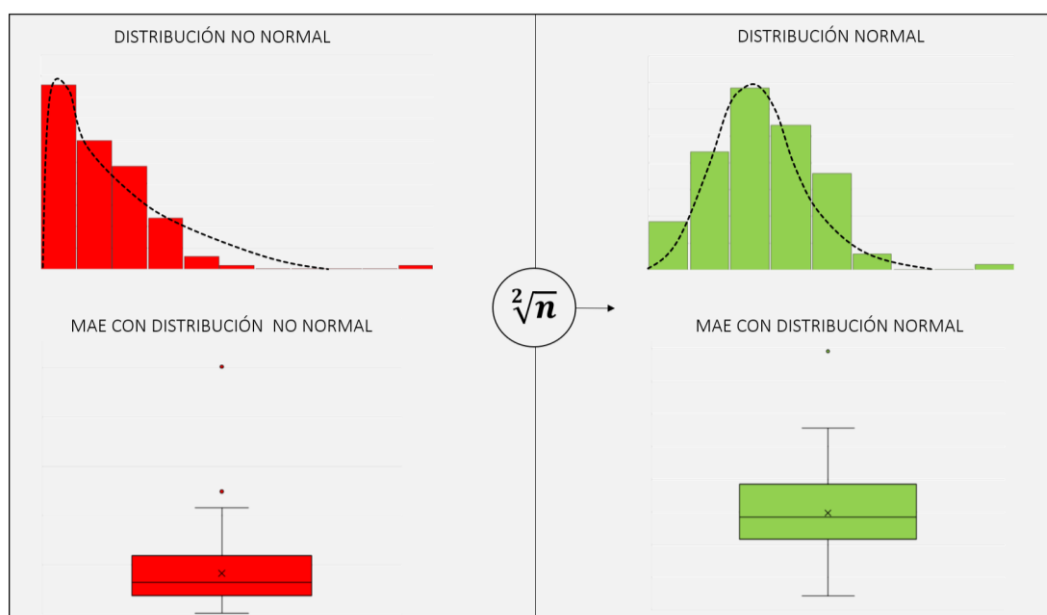 DISTRIBUCIÓN NO NORMAL
DISTRIBUCIÓN NORMAL
²√n
MAE CON DISTRIBUCIÓN NO NORMAL
MAE CON DISTRIBUCIÓN NORMAL